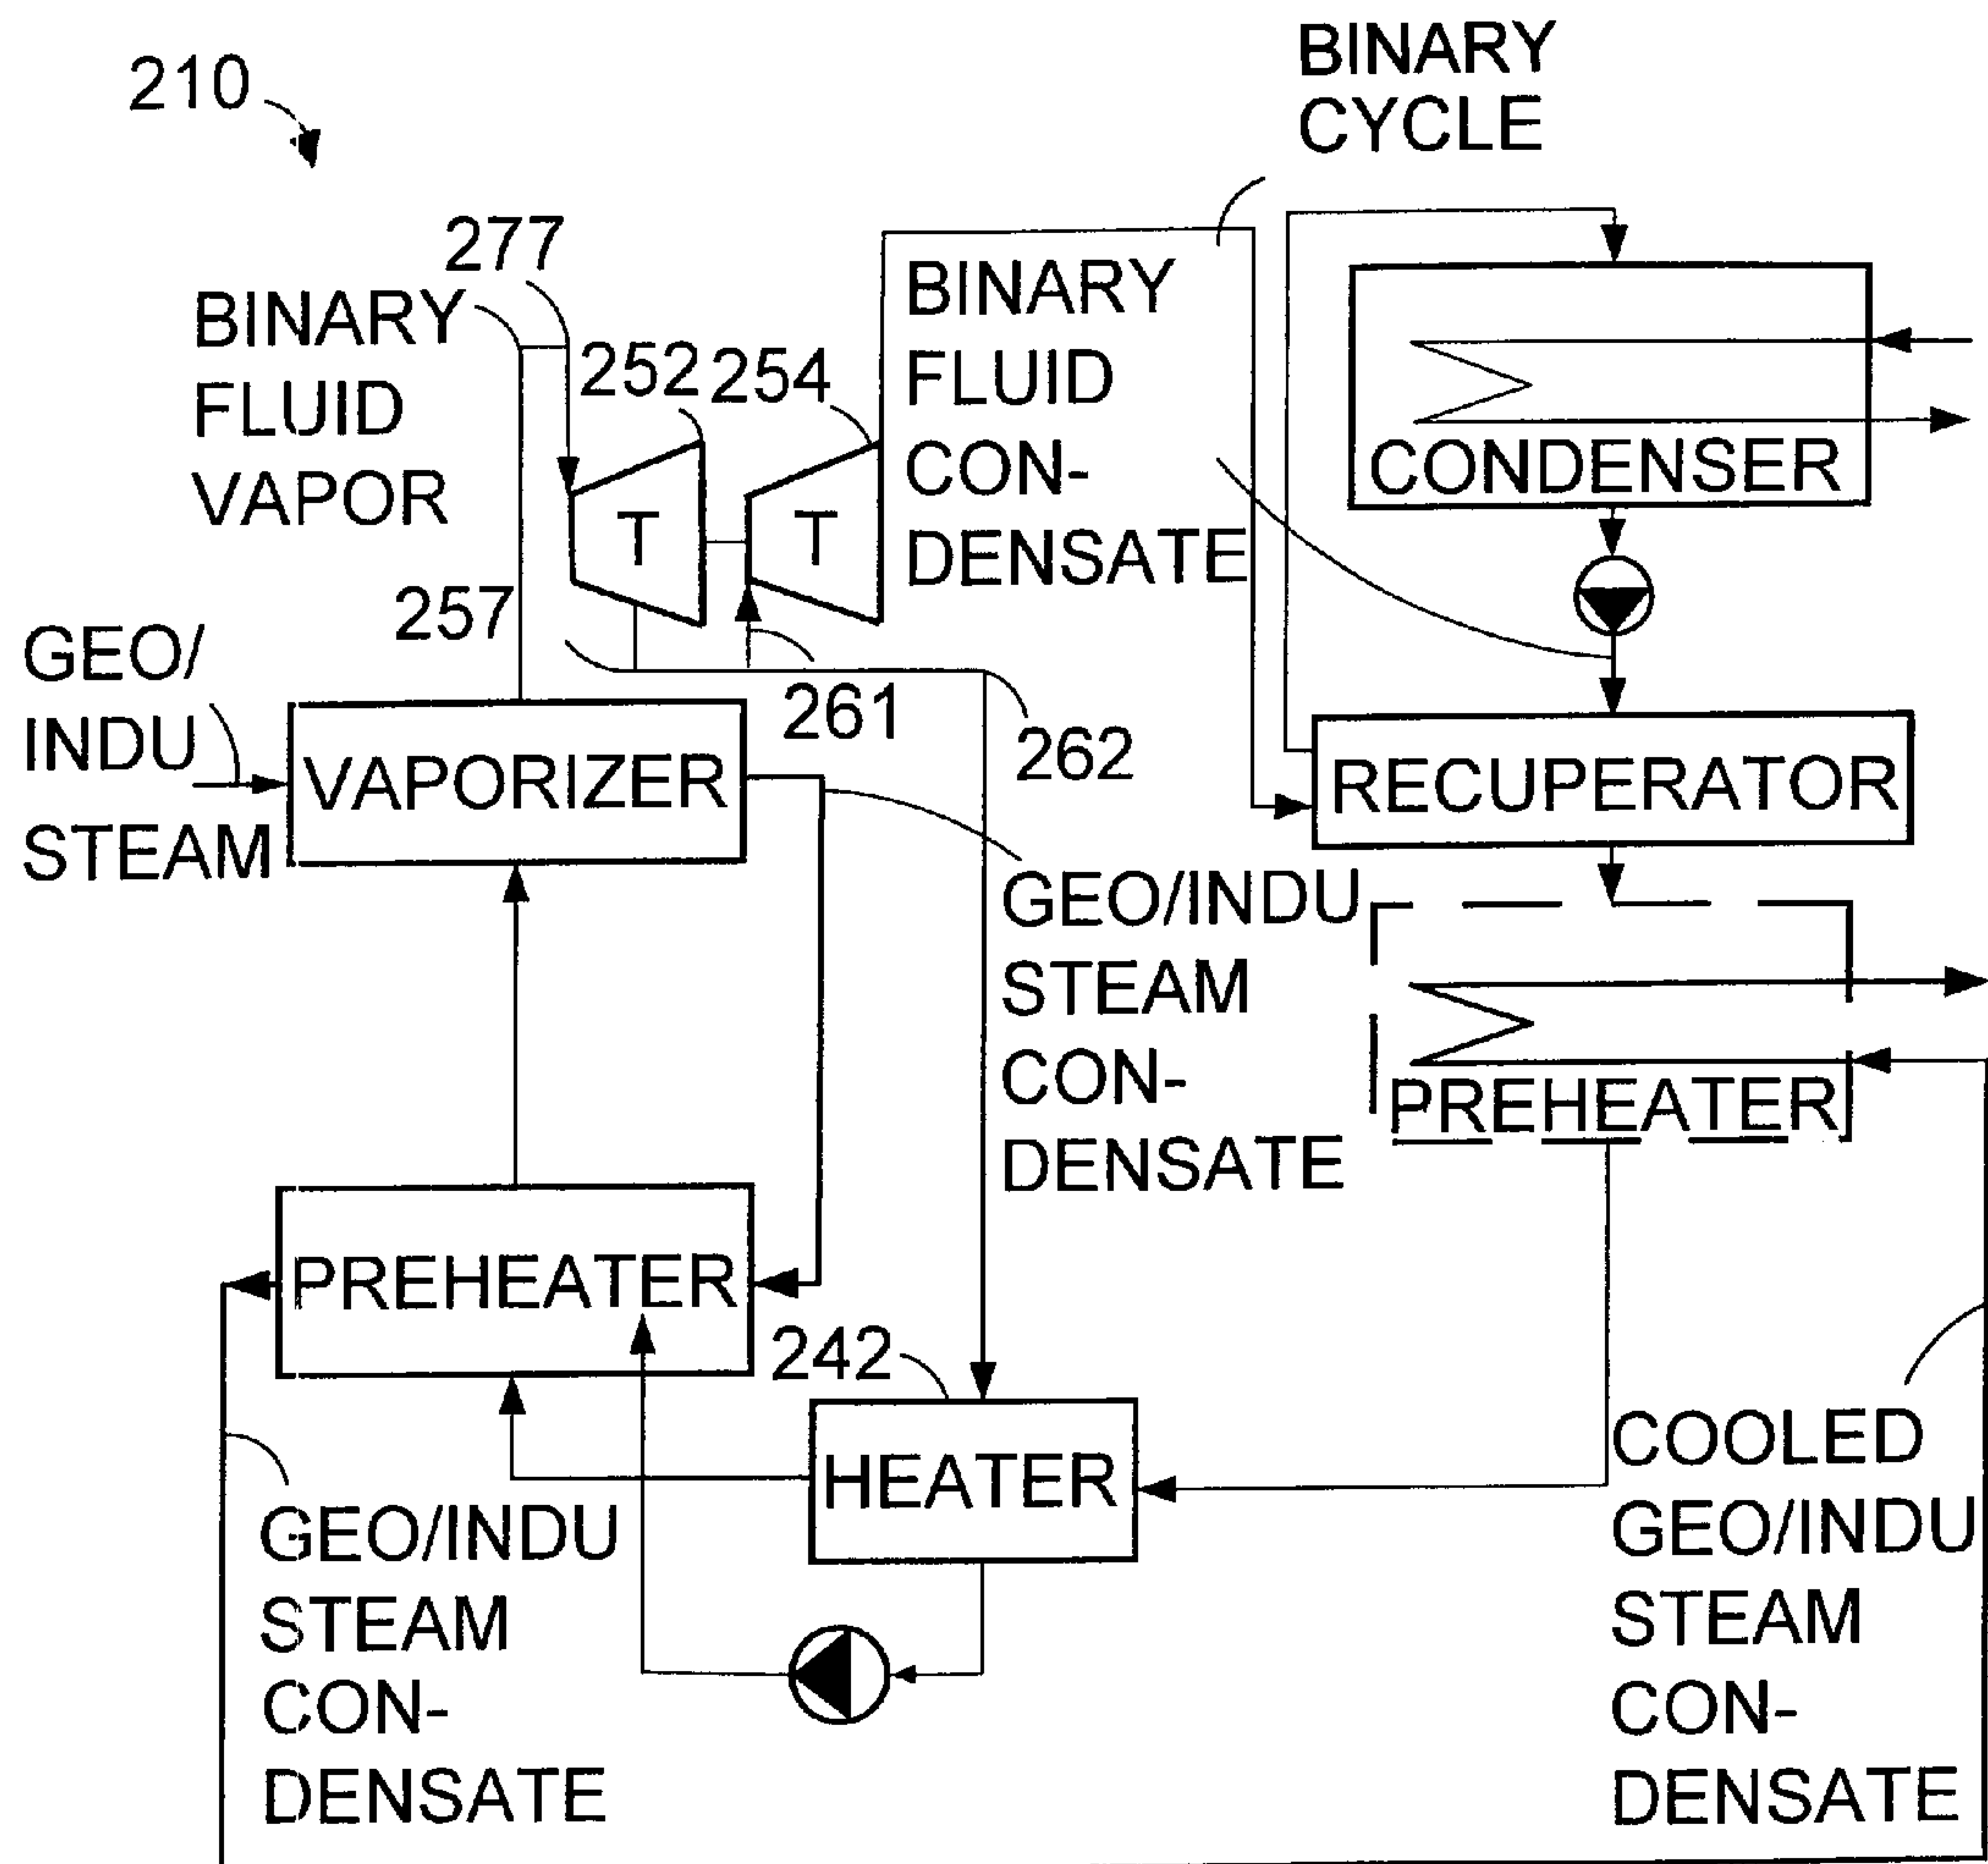 210
BINARY
CYCLE
277
BINARY
FLUID
VAPOR
252
254
BINARY
FLUID
CON-
DENSATE
CONDENSER
T
T
257
GEO/
INDU
STEAM
261
262
VAPORIZER
RECUPERATOR
GEO/INDU
STEAM
CON-
DENSATE
PREHEATER
PREHEATER
242
HEATER
GEO/INDU
STEAM
CON-
DENSATE
COOLED
GEO/INDU
STEAM
CON-
DENSATE